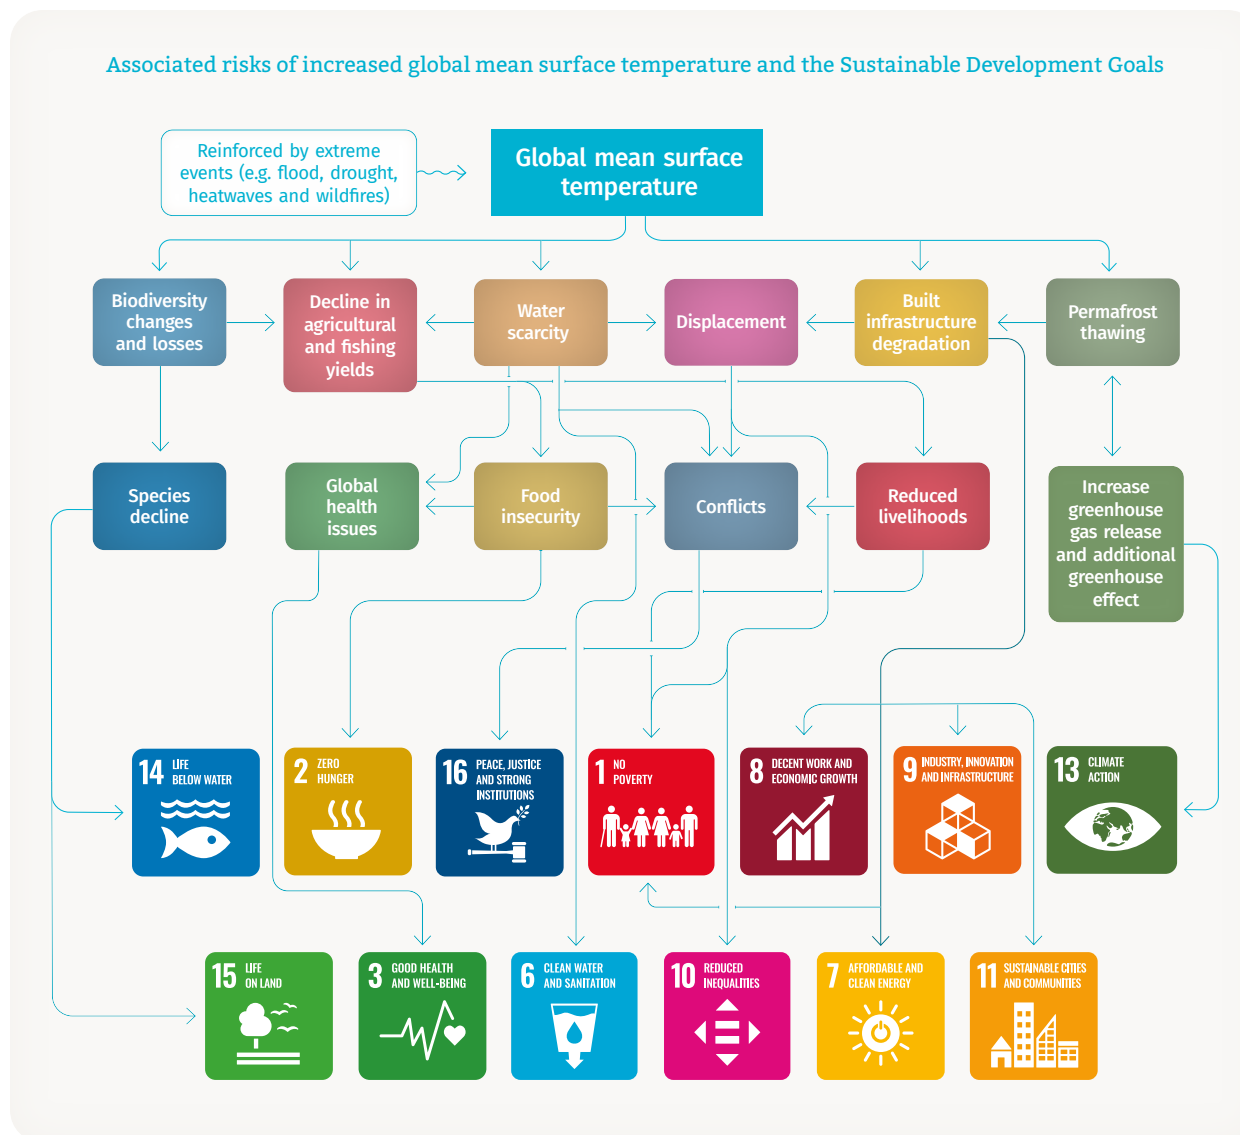 Associated risks of increased global mean surface temperature and the Sustainable Development Goals
Reinforced by extreme
events (e.g. flood, drought,
heatwaves and wildfires)
Global mean surface
temperature
Biodiversity
changes
and losses
Decline in
agricultural
and fishing
yields
Water
scarcity
Displacement
Built
infrastructure
degradation
Permafrost
thawing
Species
decline
Global
health
issues
Food
insecurity
Conflicts
Reduced
livelihoods
Increase
greenhouse
gas release
and additional
greenhouse
effect
14 LIFE
BELOW WATER
2 ZERO
HUNGER
16 PEACE, JUSTICE
AND STRONG
INSTITUTIONS
1 NO
POVERTY
8 DECENT WORK AND
ECONOMIC GROWTH
9 INDUSTRY, INNOVATION
AND INFRASTRUCTURE
13 CLIMATE
ACTION
15 LIFE
ON LAND
3 GOOD HEALTH
AND WELL-BEING
6 CLEAN WATER
AND SANITATION
10 REDUCED
INEQUALITIES
7 AFFORDABLE AND
CLEAN ENERGY
11 SUSTAINABLE CITIES
AND COMMUNITIES